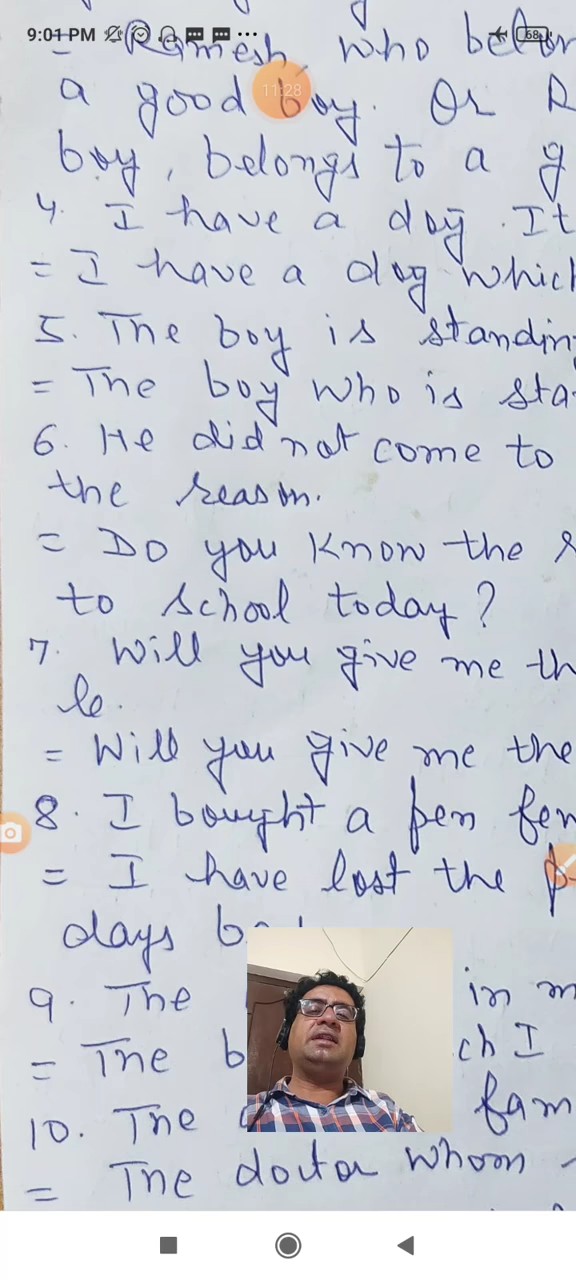 9:01 PM 68
= Ramesh, who belon
11:28
a good boy. Or R
boy, belongs to a g
4. I have a dog. It
= I have a dog which
5. The boy is standin
= The boy who is sta
6. He did not come to
the reason.
= Do you know the
to school today?
7. Will you give me th
le.
= Will you give me the
8. I bought a pen few
= I have lost the p
days b
9. The in m
= The b ch I
10. The fam
= The doctor whom